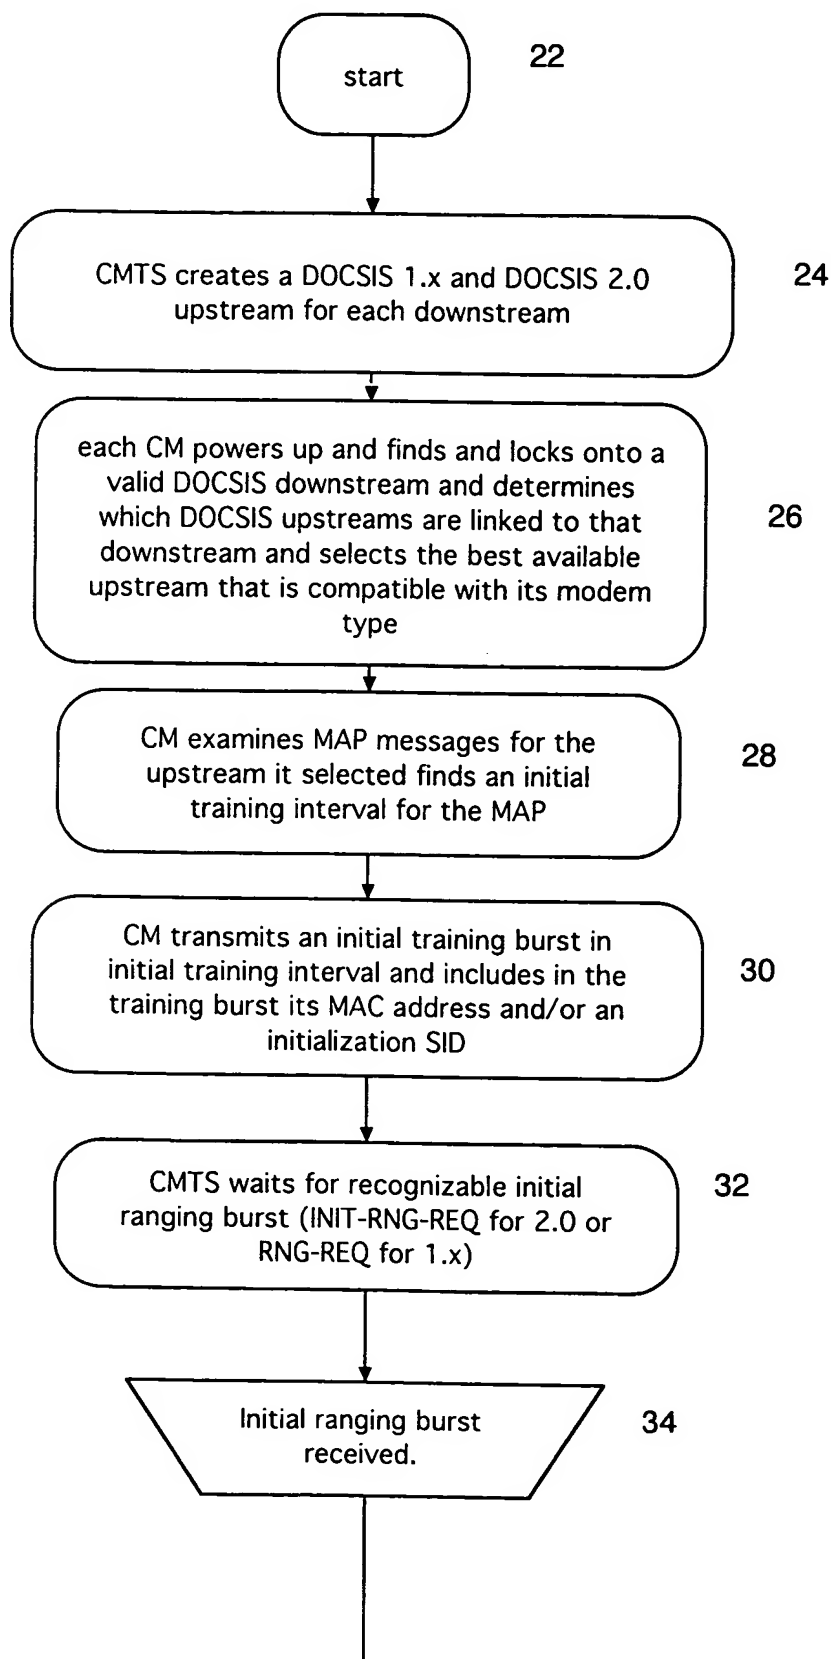 start
22
CMTS creates a DOCSIS 1.x and DOCSIS 2.0
upstream for each downstream
24
each CM powers up and finds and locks onto a
valid DOCSIS downstream and determines
which DOCSIS upstreams are linked to that
downstream and selects the best available
upstream that is compatible with its modem
type
26
CM examines MAP messages for the
upstream it selected finds an initial
training interval for the MAP
28
CM transmits an initial training burst in
initial training interval and includes in the
training burst its MAC address and/or an
initialization SID
30
CMTS waits for recognizable initial
ranging burst (INIT-RNG-REQ for 2.0 or
RNG-REQ for 1.x)
32
Initial ranging burst
received.
34